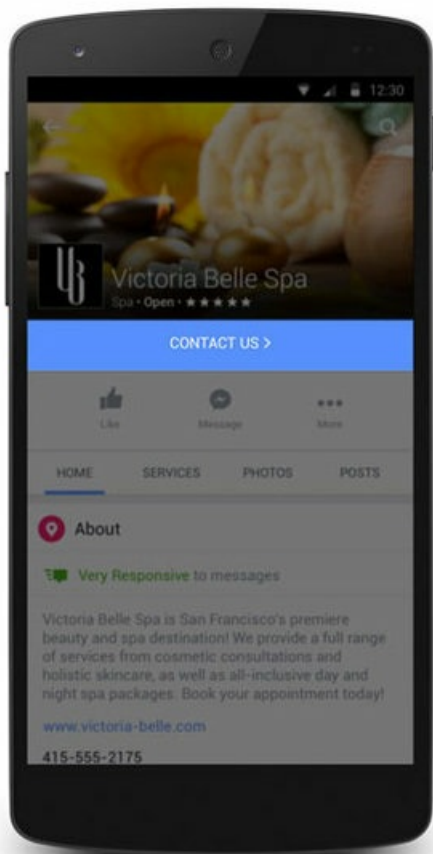 12:30
VB
Victoria Belle Spa
Spa • Open • ★★★★★
CONTACT US >
Like
Message
More
HOME
SERVICES
PHOTOS
POSTS
About
Very Responsive to messages
Victoria Belle Spa is San Francisco's premiere
beauty and spa destination! We provide a full range
of services from cosmetic consultations and
holistic skincare, as well as all-inclusive day and
night spa packages. Book your appointment today!
www.victoria-belle.com
415-555-2175